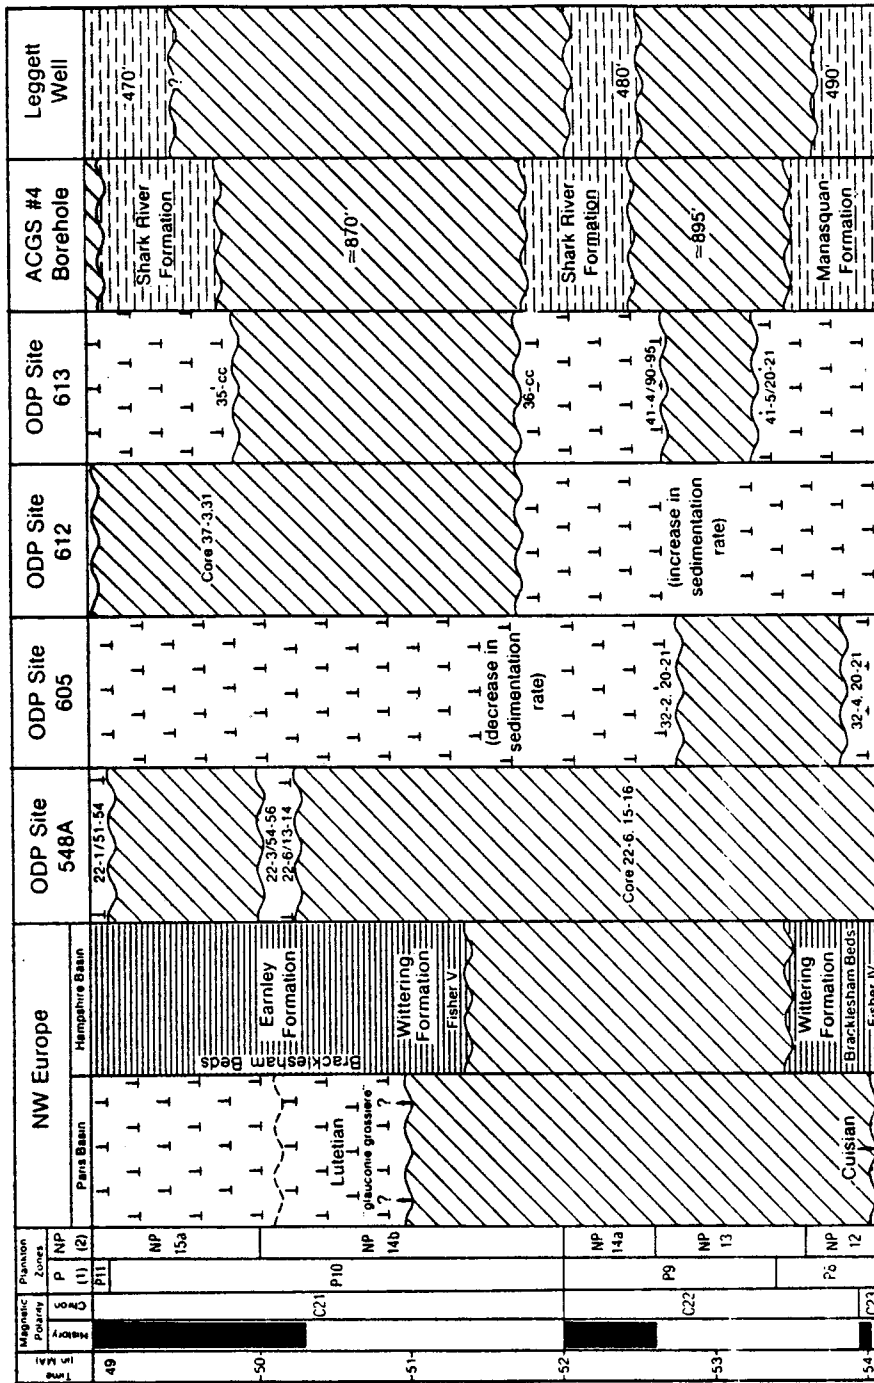 Time
(in MA)
Magnetic
Polarity
History
Chron
Plankton
Zones
P
(1)
NP
(2)
NW Europe
Paris Basin
Hampshire Basin
ODP Site
548A
ODP Site
605
ODP Site
612
ODP Site
613
ACGS #4
Borehole
Leggett
Well
49
50
51
52
53
54
C21
C22
C23
P11
P10
P9
P8
NP
15a
NP
14b
NP
14a
NP
13
NP
12
Lutetian
glauconie grossiere
?
?
Cuisian
Bracklesham Beds
Earnley
Formation
Wittering
Formation
Fisher V
Wittering
Formation
Bracklesham Beds
Fisher IV
22-1/51-54
22-3/54-56
22-6/13-14
Core 22-6, 15-16
(decrease in
sedimentation
rate)
32-2, 20-21
32-4, 20-21
Core 37-3,31
(increase in
sedimentation
rate)
35-cc
36-cc
41-4/90-95
41-5/20-21
Shark River
Formation
≈870'
Shark River
Formation
≈895'
Manasquan
Formation
470'
?
480'
490'